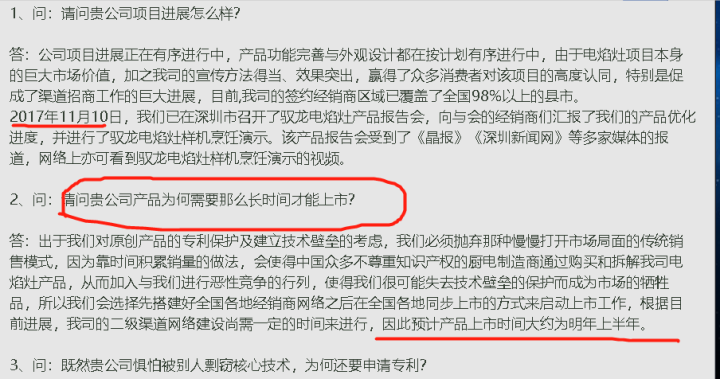 1、问：请问贵公司项目进展怎么样?
答：公司项目进展正在有序进行中，产品功能完善与外观设计都在按计划有序进行中，由于电焰灶项目本身
的巨大市场价值，加之我司的宣传方法得当、效果突出，赢得了众多消费者对该项目的高度认同，特别是促
成了渠道招商工作的巨大进展，目前,我司的签约经销商区域已覆盖了全国98%以上的县市。
2017年11月10日，我们已在深圳市召开了驭龙电焰灶产品报告会，向与会的经销商们汇报了我们的产品优化
进度，并进行了驭龙电焰灶样机烹饪演示。该产品报告会受到了《晶报》《深圳新闻网》等多家媒体的报
道，网络上亦可看到驭龙电焰灶样机烹饪演示的视频。
2、问：请问贵公司产品为何需要那么长时间才能上市?
答：出于我们对原创产品的专利保护及建立技术壁垒的考虑，我们必须抛弃那种慢慢打开市场局面的传统销
售模式，因为靠时间积累销量的做法，会使得中国众多不尊重知识产权的厨电制造商通过购买和拆解我司电
焰灶产品，从而加入与我们进行恶性竞争的行列，使得我们很可能失去技术壁垒的保护而成为市场的牺牲
品，所以我们会选择先搭建好全国各地经销商网络之后在全国各地同步上市的方式来启动上市工作，根据目
前进展，我司的二级渠道网络建设尚需一定的时间来进行，因此预计产品上市时间大约为明年上半年。
3、问：既然贵公司惧怕被别人剽窃核心技术，为何还要申请专利?